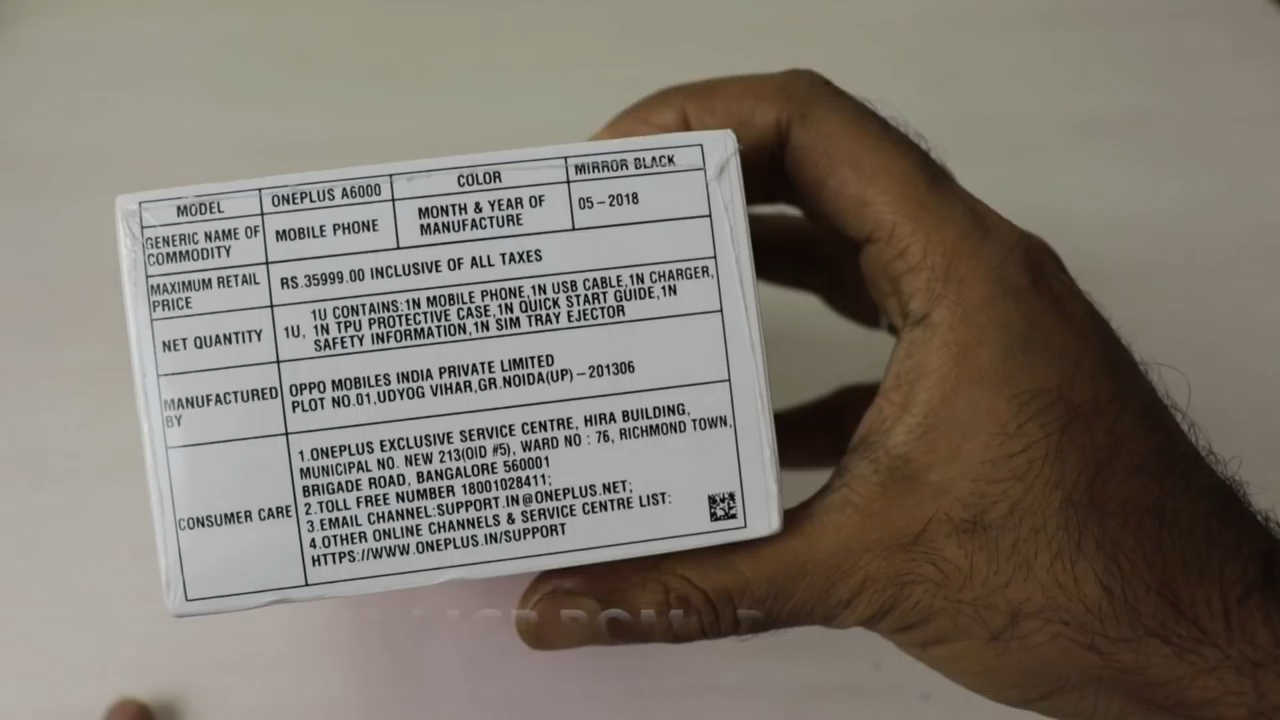 MODEL ONEPLUS A6000 COLOR MIRROR BLACK
GENERIC NAME OF COMMODITY MOBILE PHONE MONTH & YEAR OF MANUFACTURE 05-2018
MAXIMUM RETAIL PRICE RS.35999.00 INCLUSIVE OF ALL TAXES
NET QUANTITY 1U, 1U CONTAINS:1N MOBILE PHONE,1N USB CABLE,1N CHARGER,
1N TPU PROTECTIVE CASE,1N QUICK START GUIDE,1N
SAFETY INFORMATION,1N SIM TRAY EJECTOR
MANUFACTURED BY
OPPO MOBILES INDIA PRIVATE LIMITED
PLOT NO.01,UDYOG VIHAR,GR.NOIDA(UP)-201306
CONSUMER CARE
1.ONEPLUS EXCLUSIVE SERVICE CENTRE, HIRA BUILDING,
MUNICIPAL NO. NEW 213(OID #5), WARD NO : 76, RICHMOND TOWN,
BRIGADE ROAD, BANGALORE 560001
2.TOLL FREE NUMBER 18001028411;
3.EMAIL CHANNEL:SUPPORT.IN@ONEPLUS.NET;
4.OTHER ONLINE CHANNELS & SERVICE CENTRE LIST:
HTTPS://WWW.ONEPLUS.IN/SUPPORT